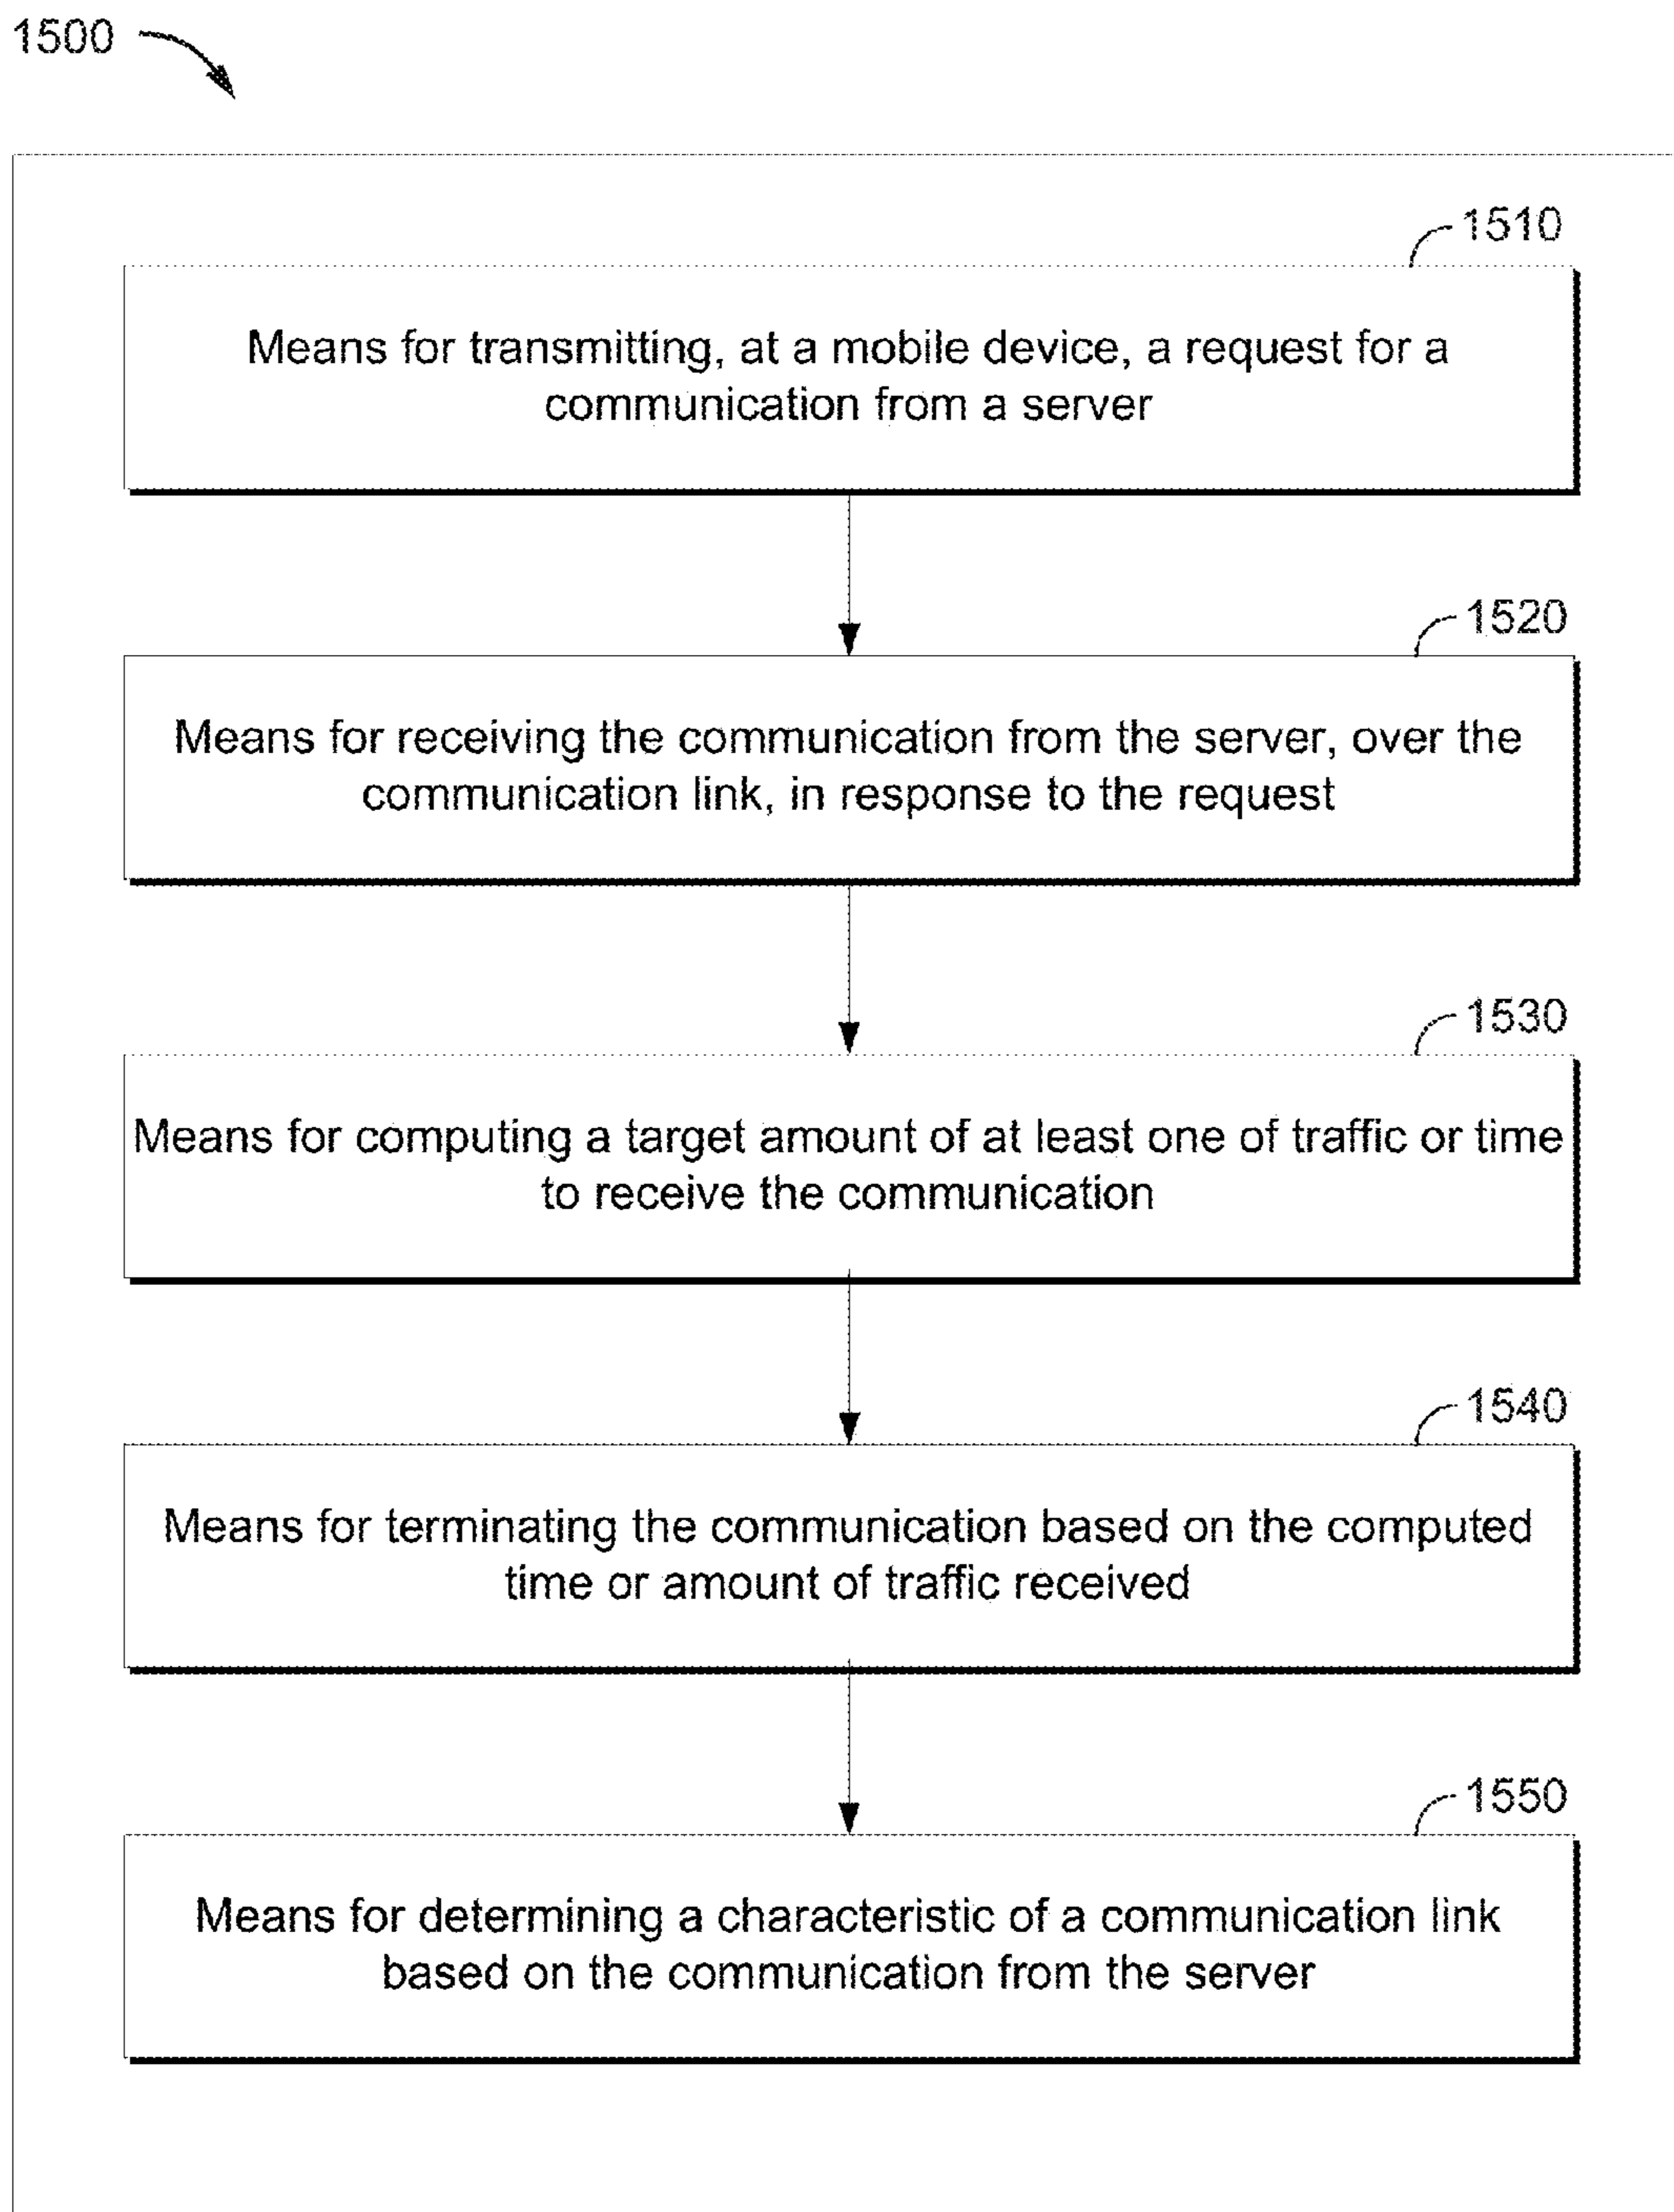 1500
1510
Means for transmitting, at a mobile device, a request for a
communication from a server
1520
Means for receiving the communication from the server, over the
communication link, in response to the request
1530
Means for computing a target amount of at least one of traffic or time
to receive the communication
1540
Means for terminating the communication based on the computed
time or amount of traffic received
1550
Means for determining a characteristic of a communication link
based on the communication from the server